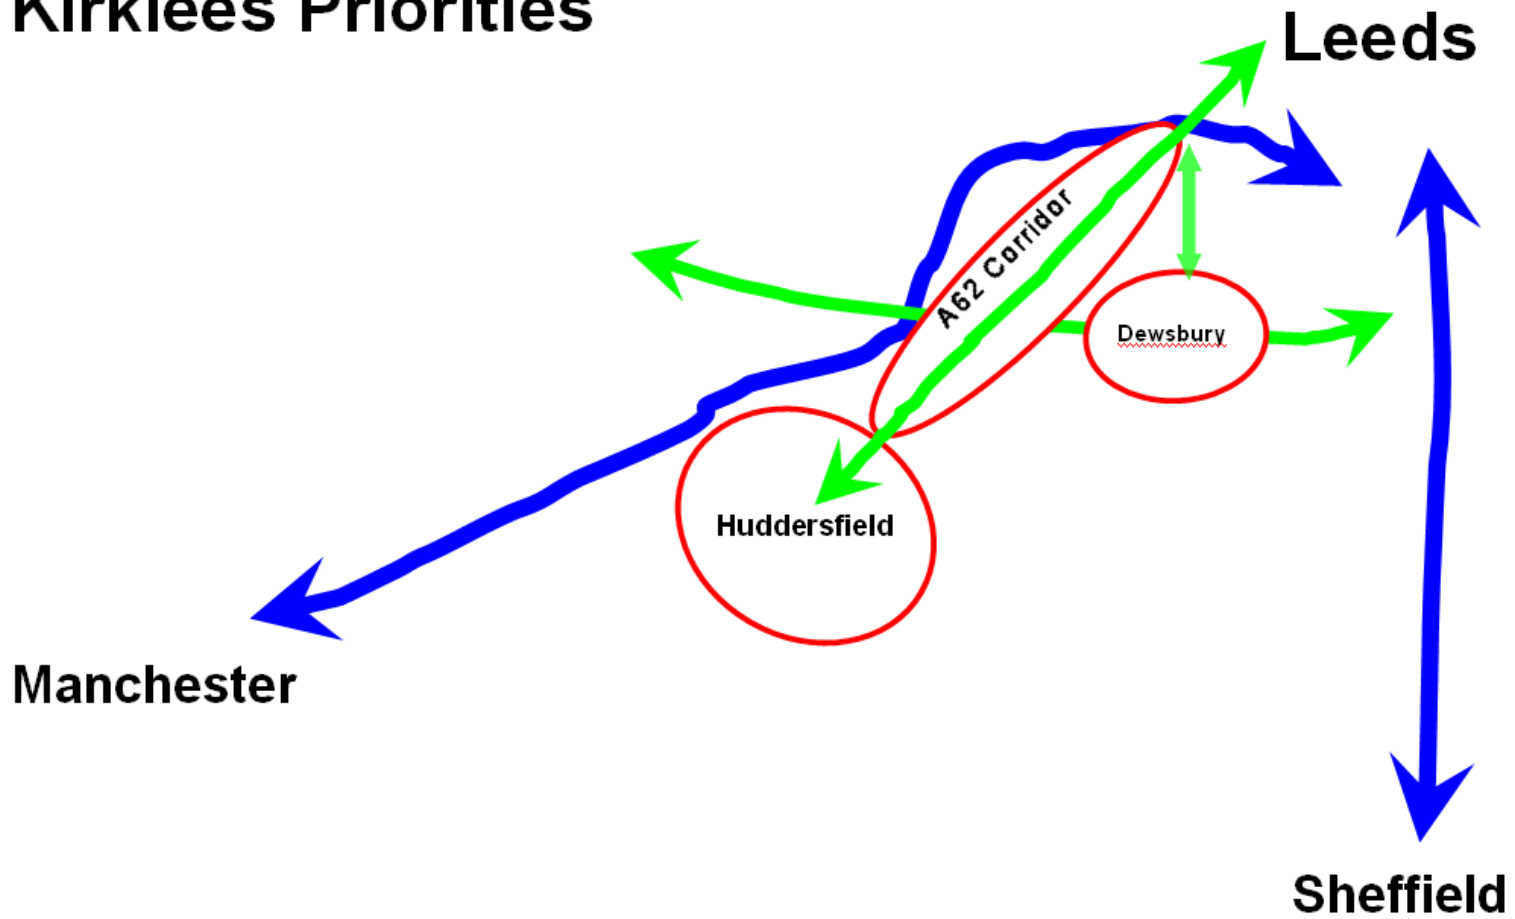 Kirklees Priorities
Leeds
A62 Corridor
Dewsbury
Huddersfield
Manchester
Sheffield